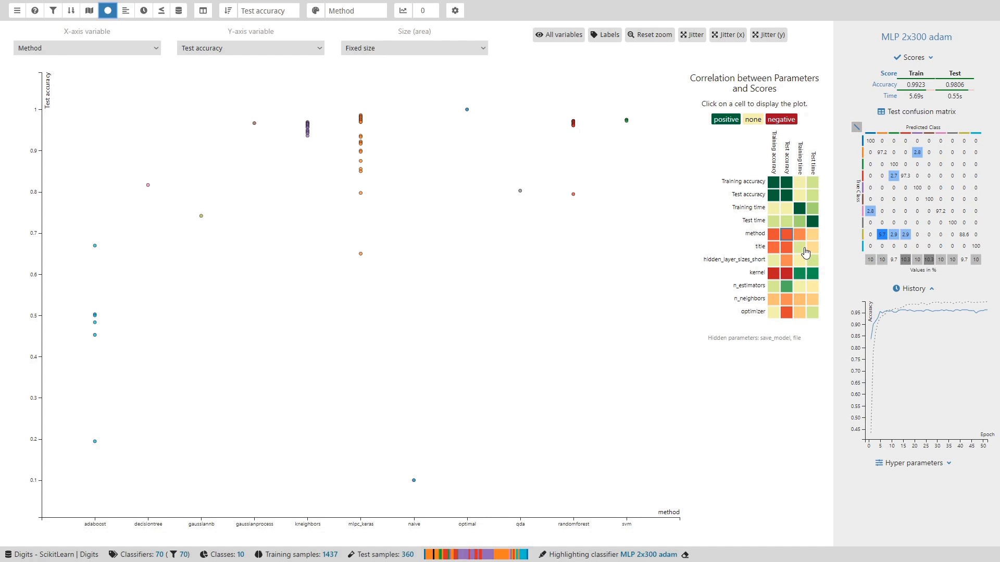 Test accuracy
Method
0
X-axis variable
Y-axis variable
Size (area)
All variables
Labels
Reset zoom
Jitter
Jitter (x)
Jitter (y)
Method
Test accuracy
Fixed size
Test accuracy
1
0.9
0.8
0.7
0.6
0.5
0.4
0.3
0.2
0.1
method
adaboost
decisiontree
gaussiannb
gaussianprocess
kneighbors
mlpc_keras
naive
optimal
qda
randomforest
svm
Correlation between Parameters
and Scores
Click on a cell to display the plot.
positive
none
negative
Training accuracy
Test accuracy
Training time
Test time
Training accuracy
Test accuracy
Training time
Test time
method
title
hidden_layer_sizes_short
kernel
n_estimators
n_neighbors
optimizer
Hidden parameters: save_model, file
MLP 2x300 adam
Scores
Score Train Test
Accuracy 0.9923 0.9806
Time 5.69s 0.55s
Test confusion matrix
Predicted Class
True Class
100 0 0 0 0 0 0 0 0 0
0 97.2 0 0 2.8 0 0 0 0 0
0 0 100 0 0 0 0 0 0 0
0 0 2.7 97.3 0 0 0 0 0 0
0 0 0 0 100 0 0 0 0 0
0 0 0 0 0 100 0 0 0 0
2.8 0 0 0 0 0 97.2 0 0 0
0 0 0 0 0 0 0 100 0 0
0 5.7 2.9 2.9 0 0 0 0 88.6 0
0 0 0 0 0 0 0 0 0 100
10 10 9.7 10.3 10 10.3 10 10 9.7 10
Values in %
History
Accuracy
0.95
0.90
0.85
0.80
0.75
0.70
0.65
0.60
0.55
0.50
0.45
Epoch
0 5 10 15 20 25 30 35 40 45 50
Hyper parameters
Digits - ScikitLearn | Digits
Classifiers: 70 ( 70)
Classes: 10
Training samples: 1437
Test samples: 360
Highlighting classifier MLP 2x300 adam